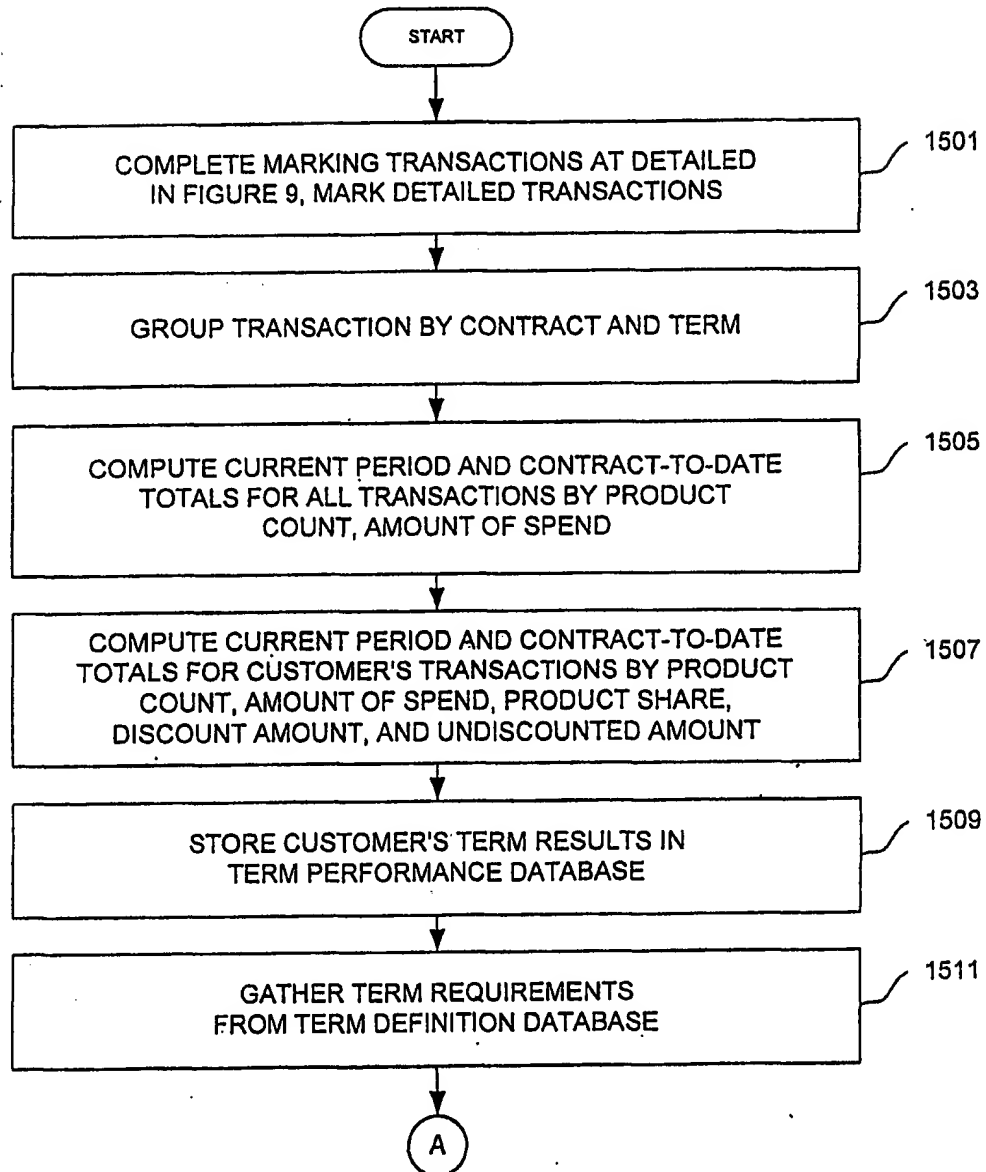 START
COMPLETE MARKING TRANSACTIONS AT DETAILED
IN FIGURE 9, MARK DETAILED TRANSACTIONS
1501
GROUP TRANSACTION BY CONTRACT AND TERM
1503
COMPUTE CURRENT PERIOD AND CONTRACT-TO-DATE
TOTALS FOR ALL TRANSACTIONS BY PRODUCT
COUNT, AMOUNT OF SPEND
1505
COMPUTE CURRENT PERIOD AND CONTRACT-TO-DATE
TOTALS FOR CUSTOMER'S TRANSACTIONS BY PRODUCT
COUNT, AMOUNT OF SPEND, PRODUCT SHARE,
DISCOUNT AMOUNT, AND UNDISCOUNTED AMOUNT
1507
STORE CUSTOMER'S TERM RESULTS IN
TERM PERFORMANCE DATABASE
1509
GATHER TERM REQUIREMENTS
FROM TERM DEFINITION DATABASE
1511
A